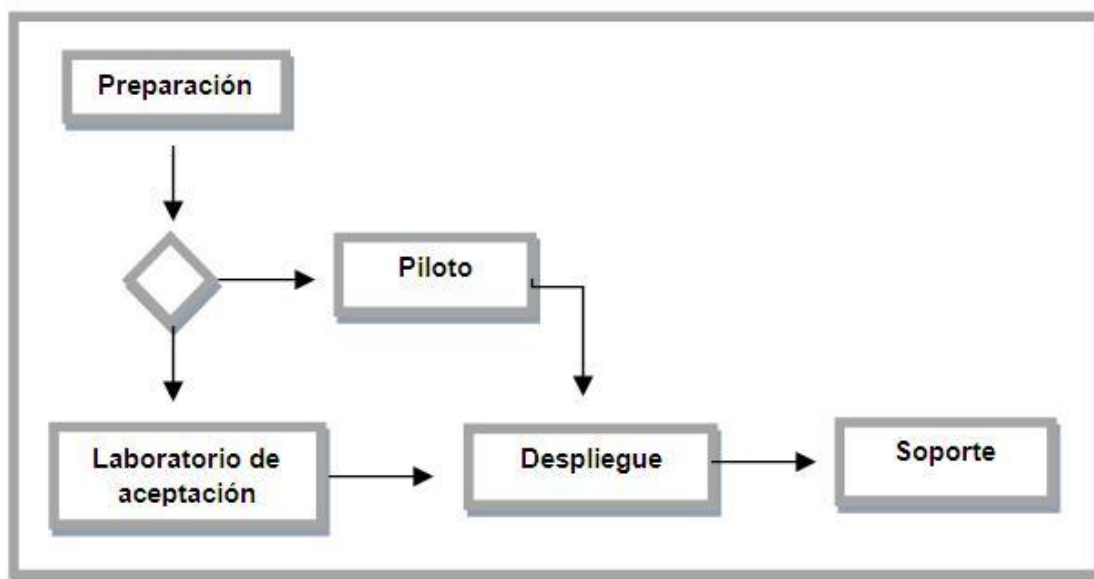 Preparación
Piloto
Laboratorio de
aceptación
Despliegue
Soporte